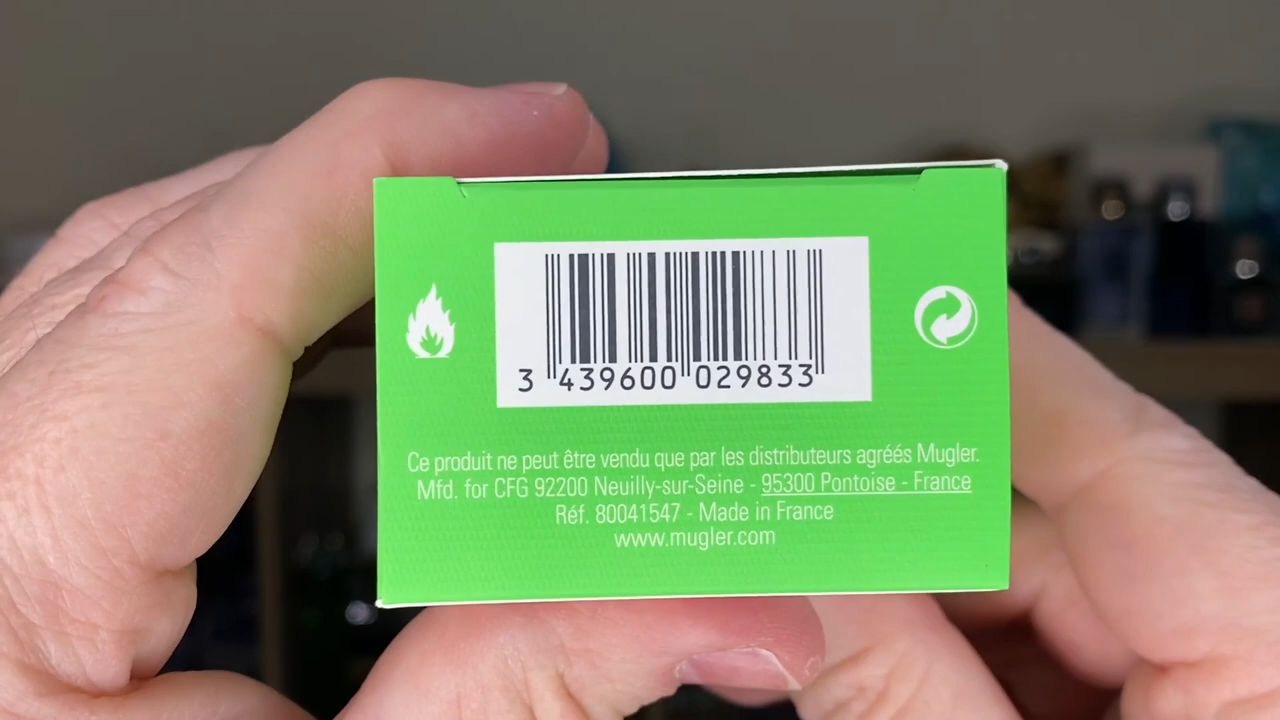 3 439600 029833
Ce produit ne peut être vendu que par les distributeurs agréés Mugler.
Mfd. for CFG 92200 Neuilly-sur-Seine - 95300 Pontoise - France
Réf. 80041547 - Made in France
www.mugler.com